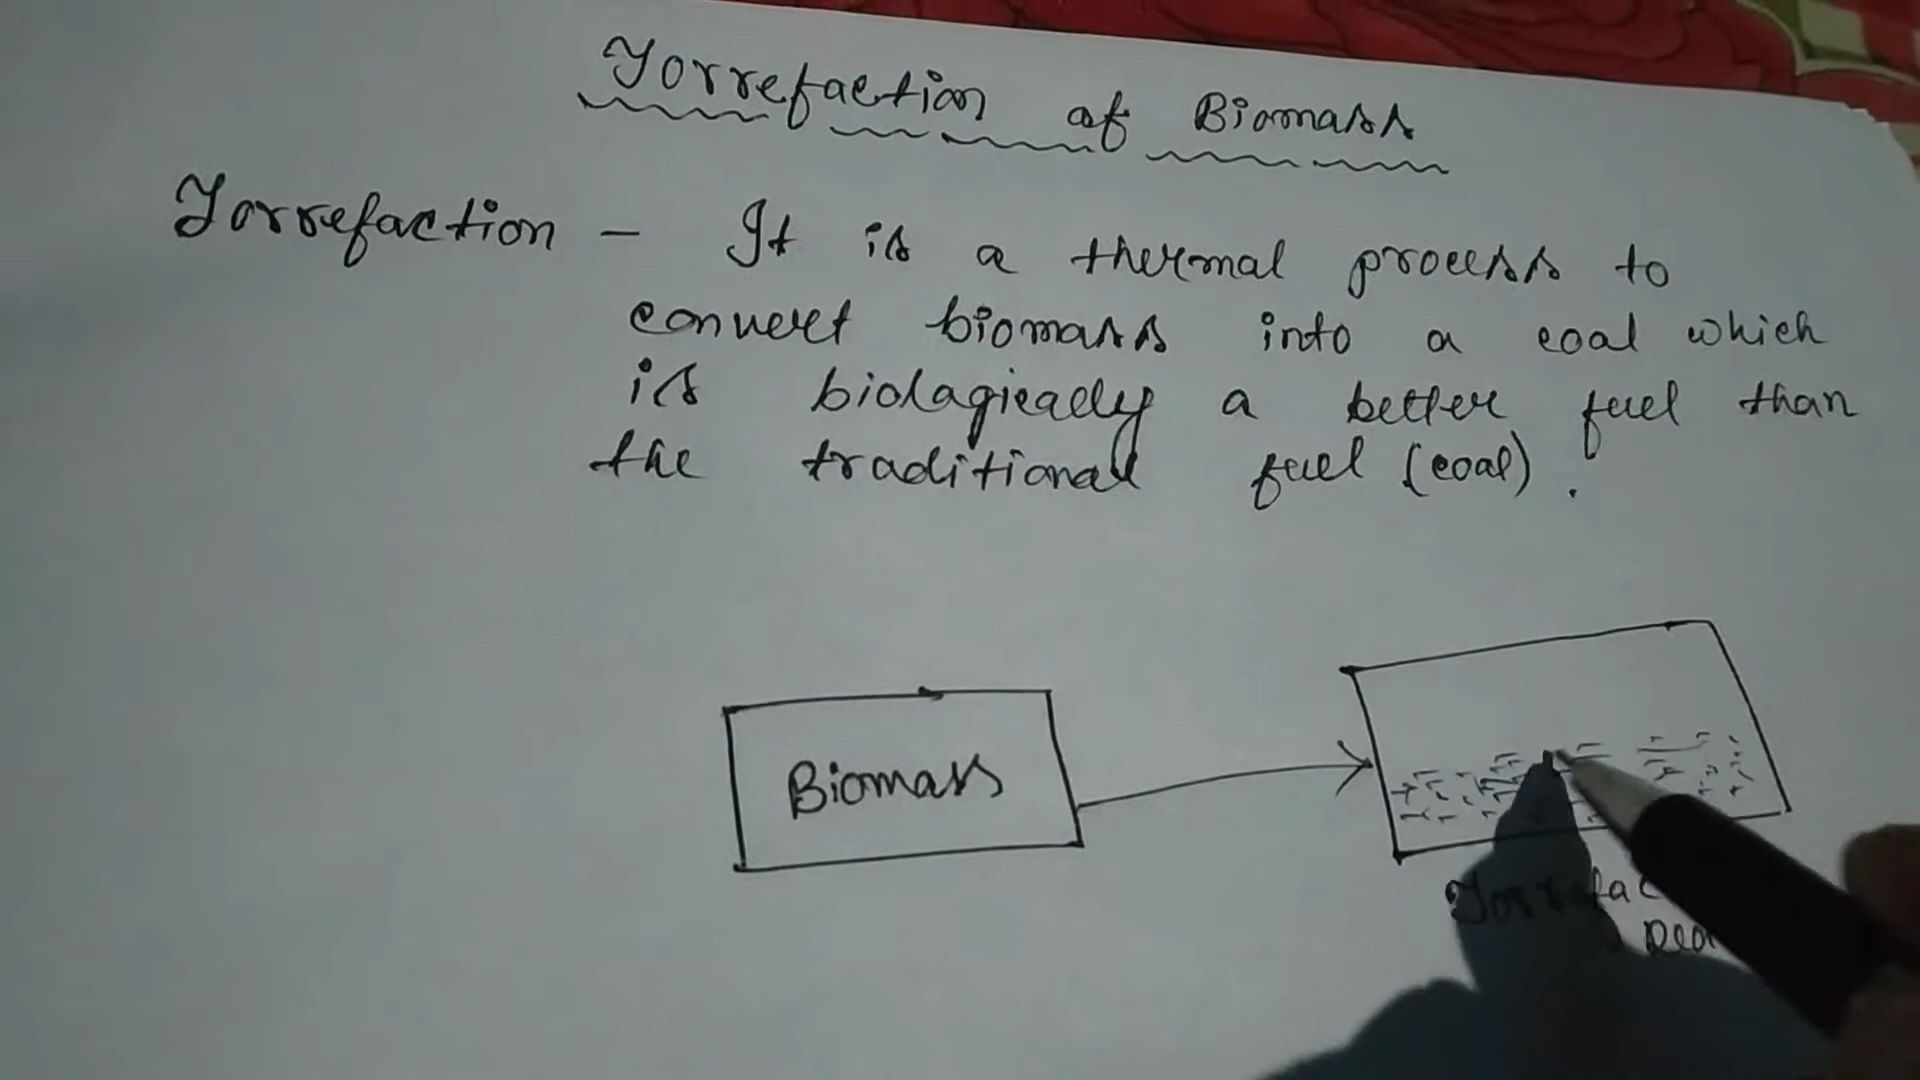 Torrefaction of Biomass
Torrefaction - It is a thermal process to
convert biomass into a coal which
is biologically a better fuel than
the traditional fuel (coal).
Biomass